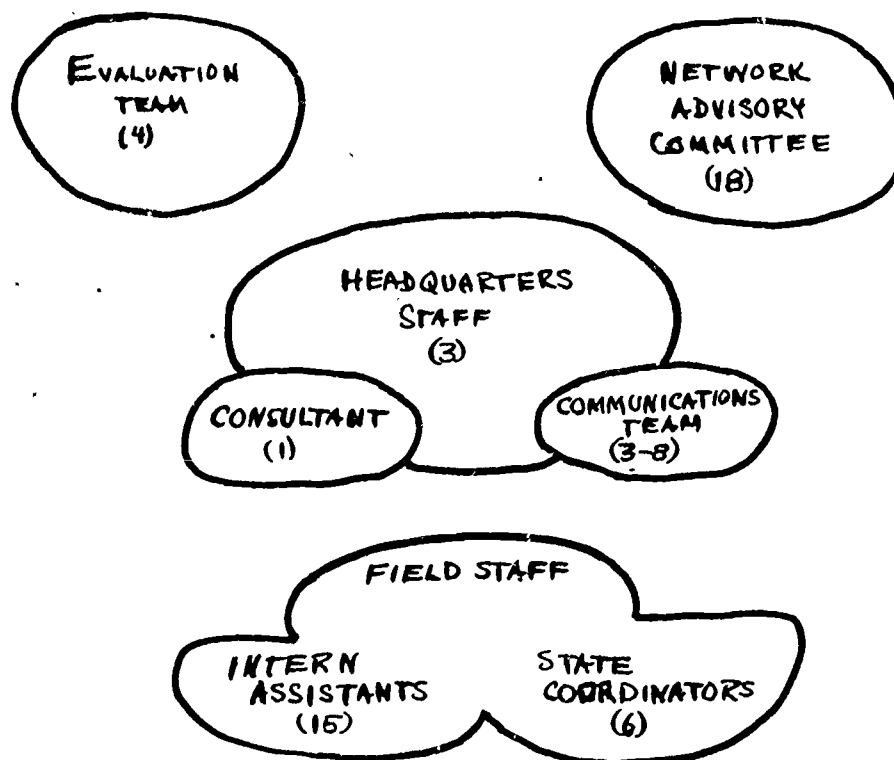 EVALUATION
TEAM
(4)
NETWORK
ADVISORY
COMMITTEE
(18)
HEADQUARTERS
STAFF
(3)
CONSULTANT
(1)
COMMUNICATIONS
TEAM
(3-8)
FIELD STAFF
INTERN
ASSISTANTS
(15)
STATE
COORDINATORS
(6)